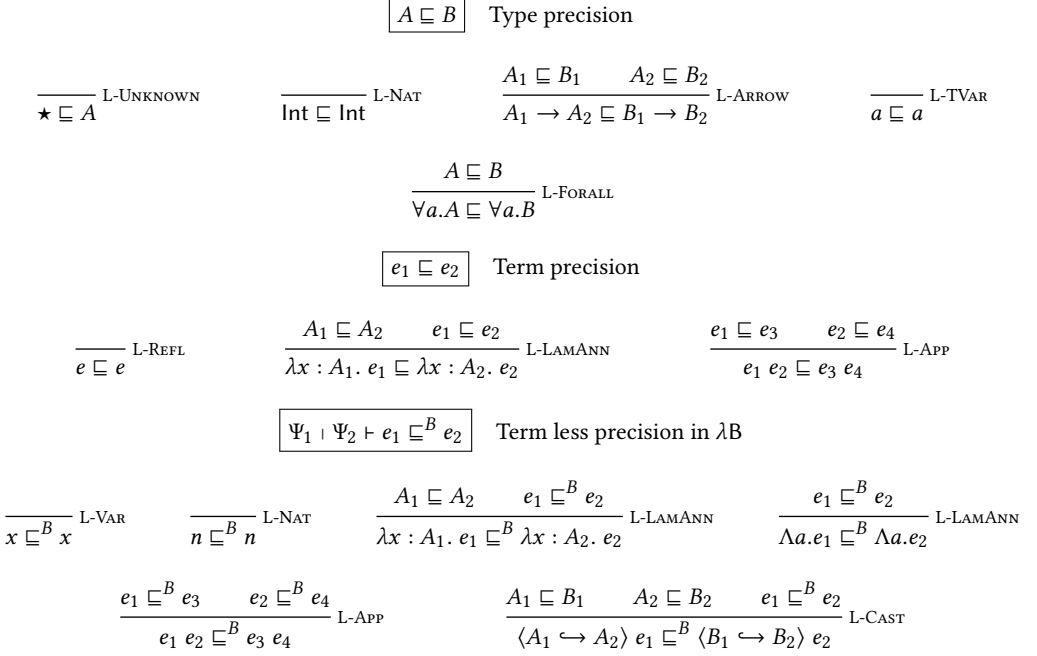 A ⊑ B Type precision
L-Unknown
★ ⊑ A
L-Nat
Int ⊑ Int
A₁ ⊑ B₁ A₂ ⊑ B₂
L-Arrow
A₁ → A₂ ⊑ B₁ → B₂
L-TVar
a ⊑ a
A ⊑ B
L-Forall
∀a.A ⊑ ∀a.B
e₁ ⊑ e₂ Term precision
L-Refl
e ⊑ e
A₁ ⊑ A₂ e₁ ⊑ e₂
L-LamAnn
λx : A₁. e₁ ⊑ λx : A₂. e₂
e₁ ⊑ e₃ e₂ ⊑ e₄
L-App
e₁ e₂ ⊑ e₃ e₄
Ψ₁ ╷ Ψ₂ ⊢ e₁ ⊑ᴮ e₂ Term less precision in λB
L-Var
x ⊑ᴮ x
L-Nat
n ⊑ᴮ n
A₁ ⊑ A₂ e₁ ⊑ᴮ e₂
L-LamAnn
λx : A₁. e₁ ⊑ᴮ λx : A₂. e₂
e₁ ⊑ᴮ e₂
L-LamAnn
Λa.e₁ ⊑ᴮ Λa.e₂
e₁ ⊑ᴮ e₃ e₂ ⊑ᴮ e₄
L-App
e₁ e₂ ⊑ᴮ e₃ e₄
A₁ ⊑ B₁ A₂ ⊑ B₂ e₁ ⊑ᴮ e₂
L-Cast
⟨A₁ ↪ A₂⟩ e₁ ⊑ᴮ ⟨B₁ ↪ B₂⟩ e₂